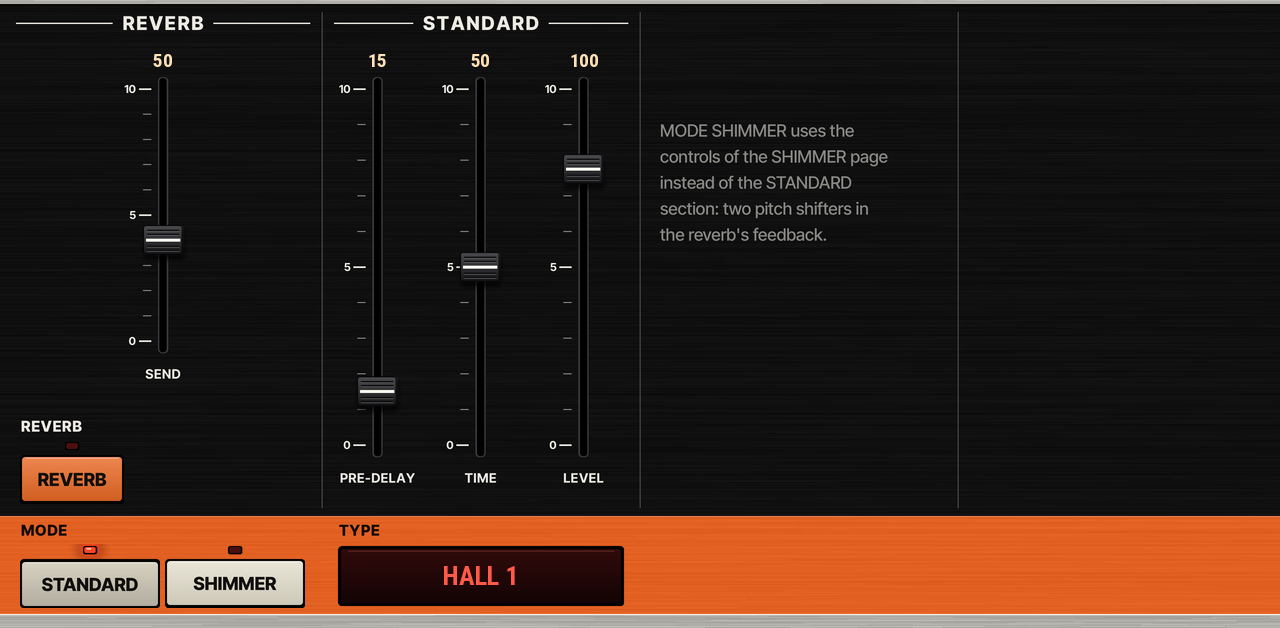 REVERB
50
10
5
0
SEND
REVERB
REVERB
STANDARD
15 50 100
10 10 10
5 5 5
0 0 0
PRE-DELAY TIME LEVEL
MODE SHIMMER uses the
controls of the SHIMMER page
instead of the STANDARD
section: two pitch shifters in
the reverb's feedback.
MODE
STANDARD SHIMMER
TYPE
HALL 1